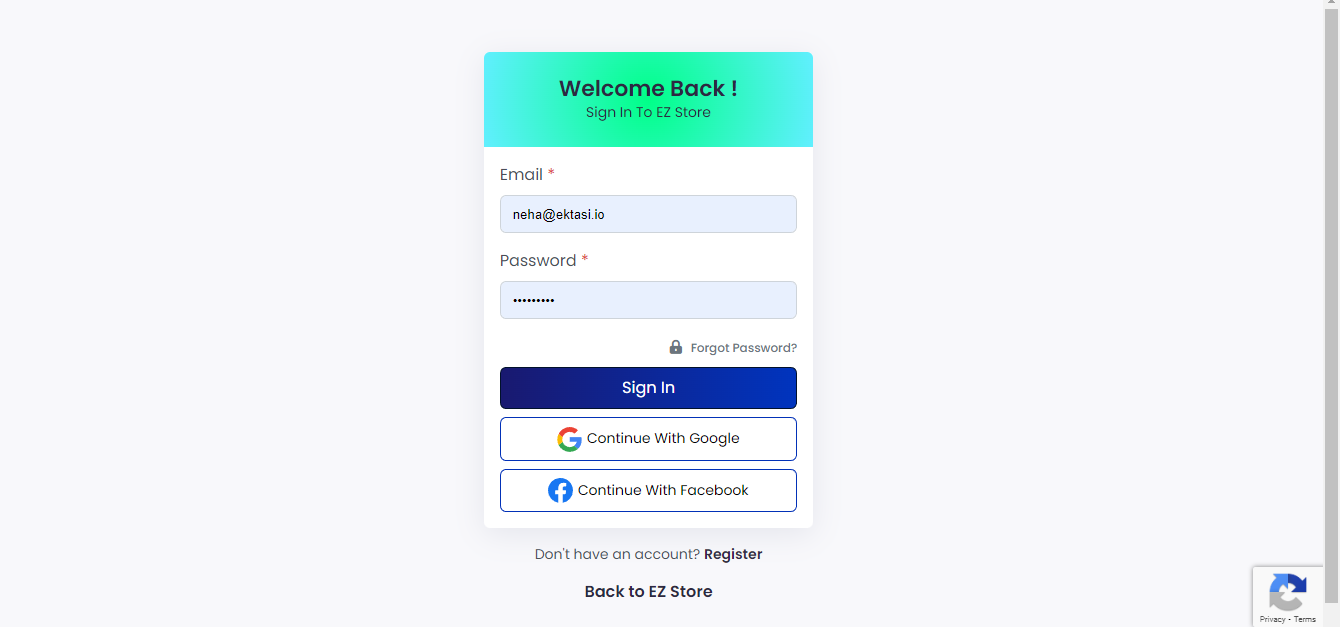 Welcome Back !
Sign In To EZ Store
Email *
neha@ektasi.io
Password *
•••••••••
Forgot Password?
Sign In
Continue With Google
Continue With Facebook
Don't have an account? Register
Back to EZ Store
Privacy - Terms